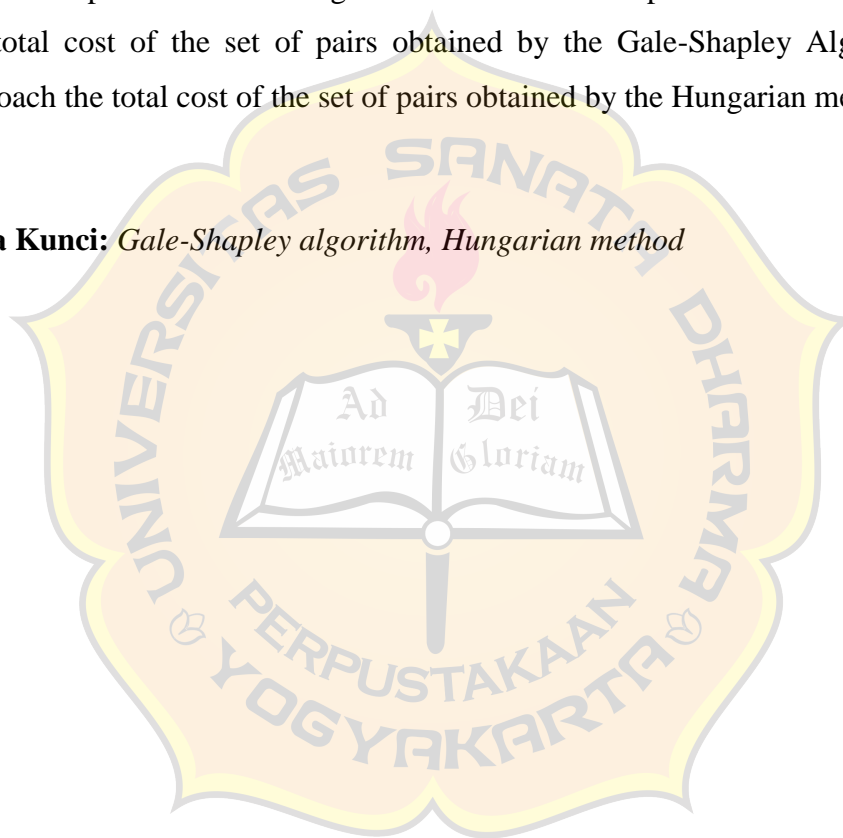 total cost of the set of pairs obtained by the Gale-Shapley Alg
oach the total cost of the set of pairs obtained by the Hungarian me
a Kunci: Gale-Shapley algorithm, Hungarian method
UNIVERSITAS SANATA DHARMA
Ad Dei
Maiorem Gloriam
PERPUSTAKAAN
YOGYAKARTA